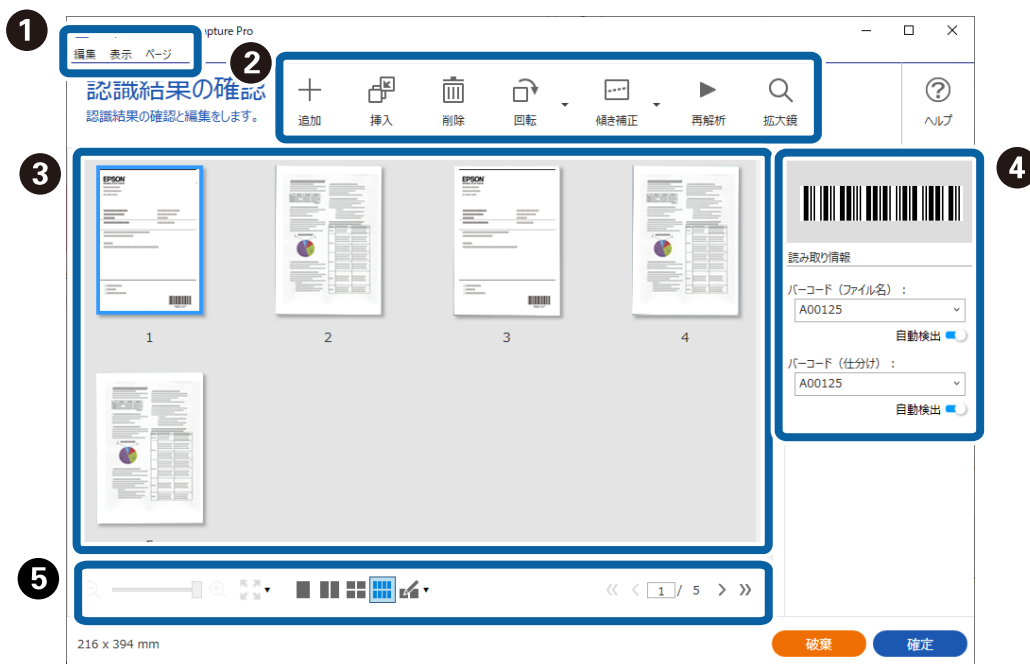 1
pture Pro
編集 表示 ページ
2
認識結果の確認
認識結果の確認と編集をします。
追加 挿入 削除 回転 傾き補正 再解析 拡大鏡
ヘルプ
3
4
EPSON
EPSON
1 2 3 4
読み取り情報
バーコード（ファイル名）：
A00125
自動検出
バーコード（仕分け）：
A00125
自動検出
5
1 / 5
216 x 394 mm
破棄 確定